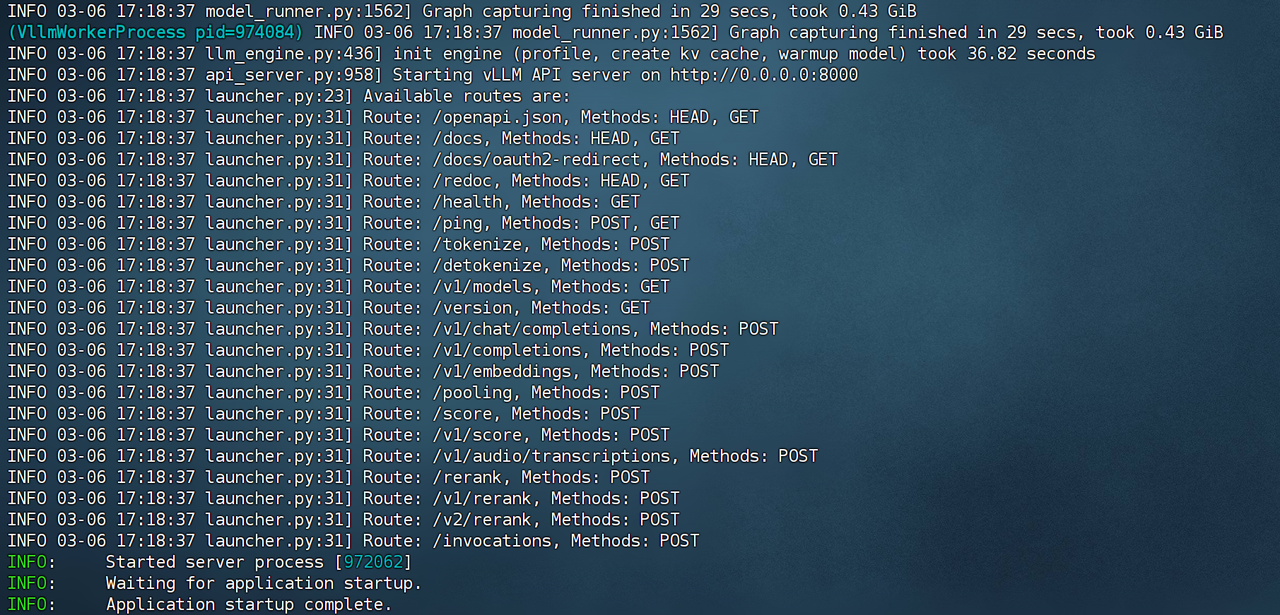 INFO 03-06 17:18:37 model_runner.py:1562] Graph capturing finished in 29 secs, took 0.43 GiB
(VllmWorkerProcess pid=974084) INFO 03-06 17:18:37 model_runner.py:1562] Graph capturing finished in 29 secs, took 0.43 GiB
INFO 03-06 17:18:37 llm_engine.py:436] init engine (profile, create kv cache, warmup model) took 36.82 seconds
INFO 03-06 17:18:37 api_server.py:958] Starting vLLM API server on http://0.0.0.0:8000
INFO 03-06 17:18:37 launcher.py:23] Available routes are:
INFO 03-06 17:18:37 launcher.py:31] Route: /openapi.json, Methods: HEAD, GET
INFO 03-06 17:18:37 launcher.py:31] Route: /docs, Methods: HEAD, GET
INFO 03-06 17:18:37 launcher.py:31] Route: /docs/oauth2-redirect, Methods: HEAD, GET
INFO 03-06 17:18:37 launcher.py:31] Route: /redoc, Methods: HEAD, GET
INFO 03-06 17:18:37 launcher.py:31] Route: /health, Methods: GET
INFO 03-06 17:18:37 launcher.py:31] Route: /ping, Methods: POST, GET
INFO 03-06 17:18:37 launcher.py:31] Route: /tokenize, Methods: POST
INFO 03-06 17:18:37 launcher.py:31] Route: /detokenize, Methods: POST
INFO 03-06 17:18:37 launcher.py:31] Route: /v1/models, Methods: GET
INFO 03-06 17:18:37 launcher.py:31] Route: /version, Methods: GET
INFO 03-06 17:18:37 launcher.py:31] Route: /v1/chat/completions, Methods: POST
INFO 03-06 17:18:37 launcher.py:31] Route: /v1/completions, Methods: POST
INFO 03-06 17:18:37 launcher.py:31] Route: /v1/embeddings, Methods: POST
INFO 03-06 17:18:37 launcher.py:31] Route: /pooling, Methods: POST
INFO 03-06 17:18:37 launcher.py:31] Route: /score, Methods: POST
INFO 03-06 17:18:37 launcher.py:31] Route: /v1/score, Methods: POST
INFO 03-06 17:18:37 launcher.py:31] Route: /v1/audio/transcriptions, Methods: POST
INFO 03-06 17:18:37 launcher.py:31] Route: /rerank, Methods: POST
INFO 03-06 17:18:37 launcher.py:31] Route: /v1/rerank, Methods: POST
INFO 03-06 17:18:37 launcher.py:31] Route: /v2/rerank, Methods: POST
INFO 03-06 17:18:37 launcher.py:31] Route: /invocations, Methods: POST
INFO:     Started server process [972062]
INFO:     Waiting for application startup.
INFO:     Application startup complete.